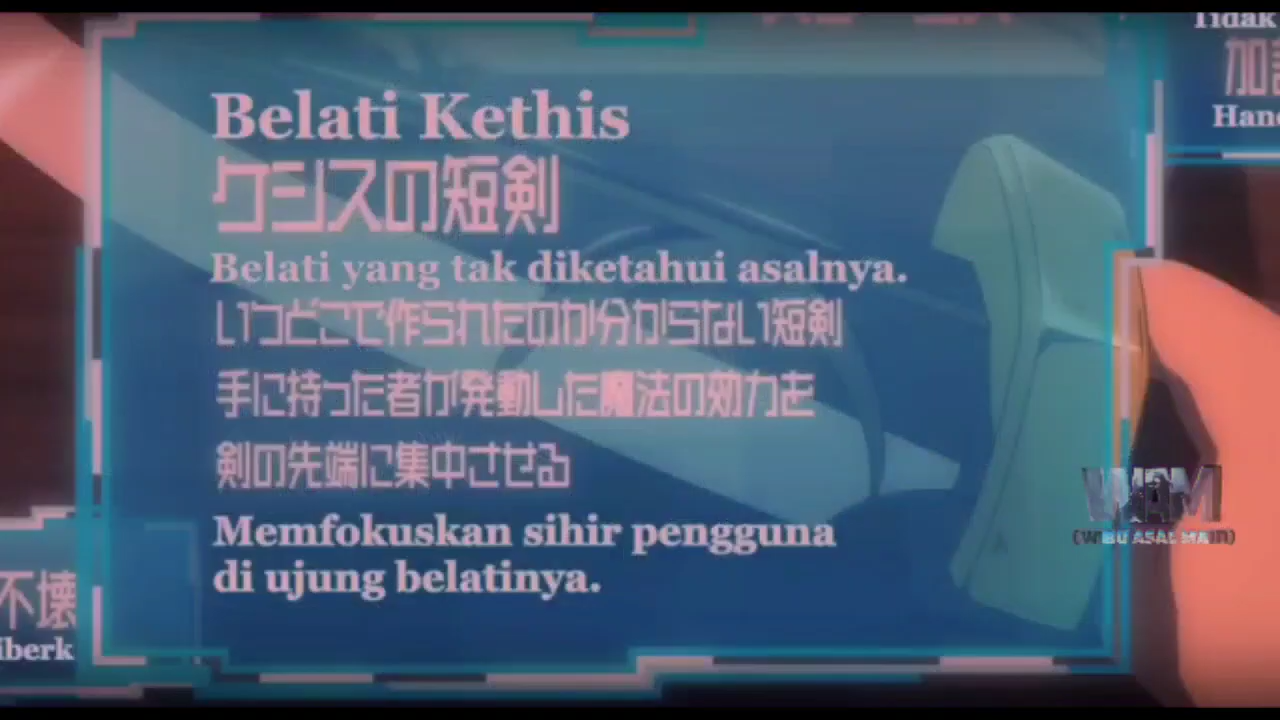 Tidak
Belati Kethis
ケシスの短剣
Belati yang tak diketahui asalnya.
いつどこで作られたのか分からない短剣
手に持った者が発動した魔法の効力を
剣の先端に集中させる
Memfokuskan sihir pengguna
di ujung belatinya.
不壊
WAM
(WIBU ASAL MAIN)